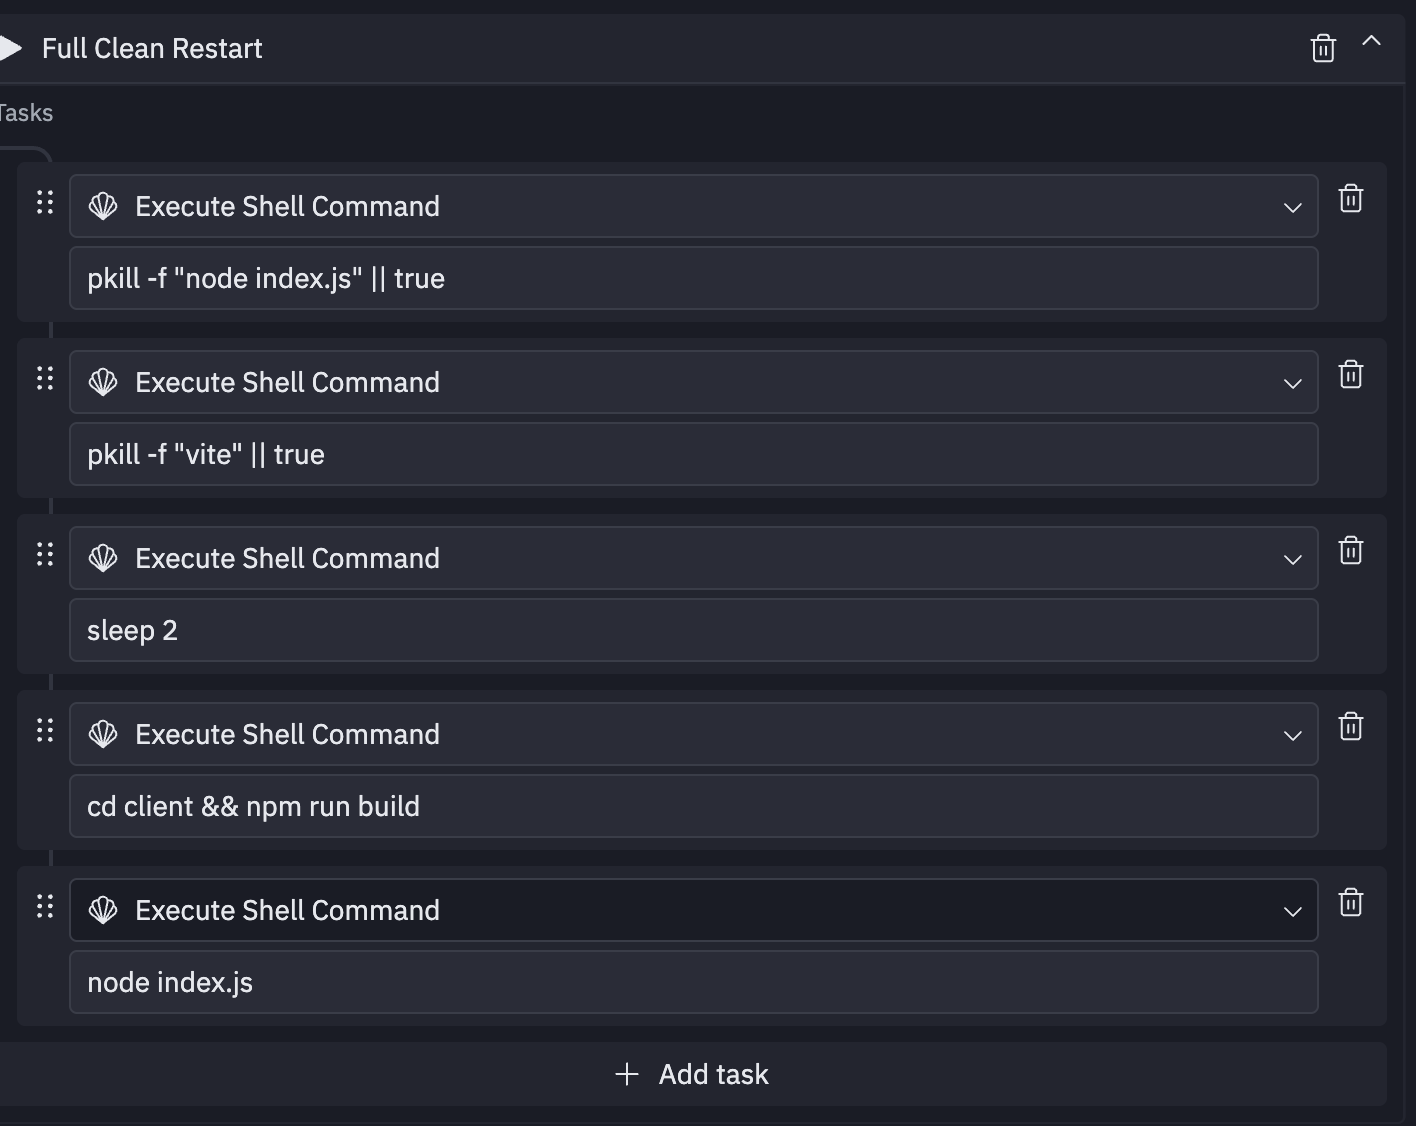 Full Clean Restart
Tasks
Execute Shell Command
pkill -f "node index.js" || true
Execute Shell Command
pkill -f "vite" || true
Execute Shell Command
sleep 2
Execute Shell Command
cd client && npm run build
Execute Shell Command
node index.js
Add task